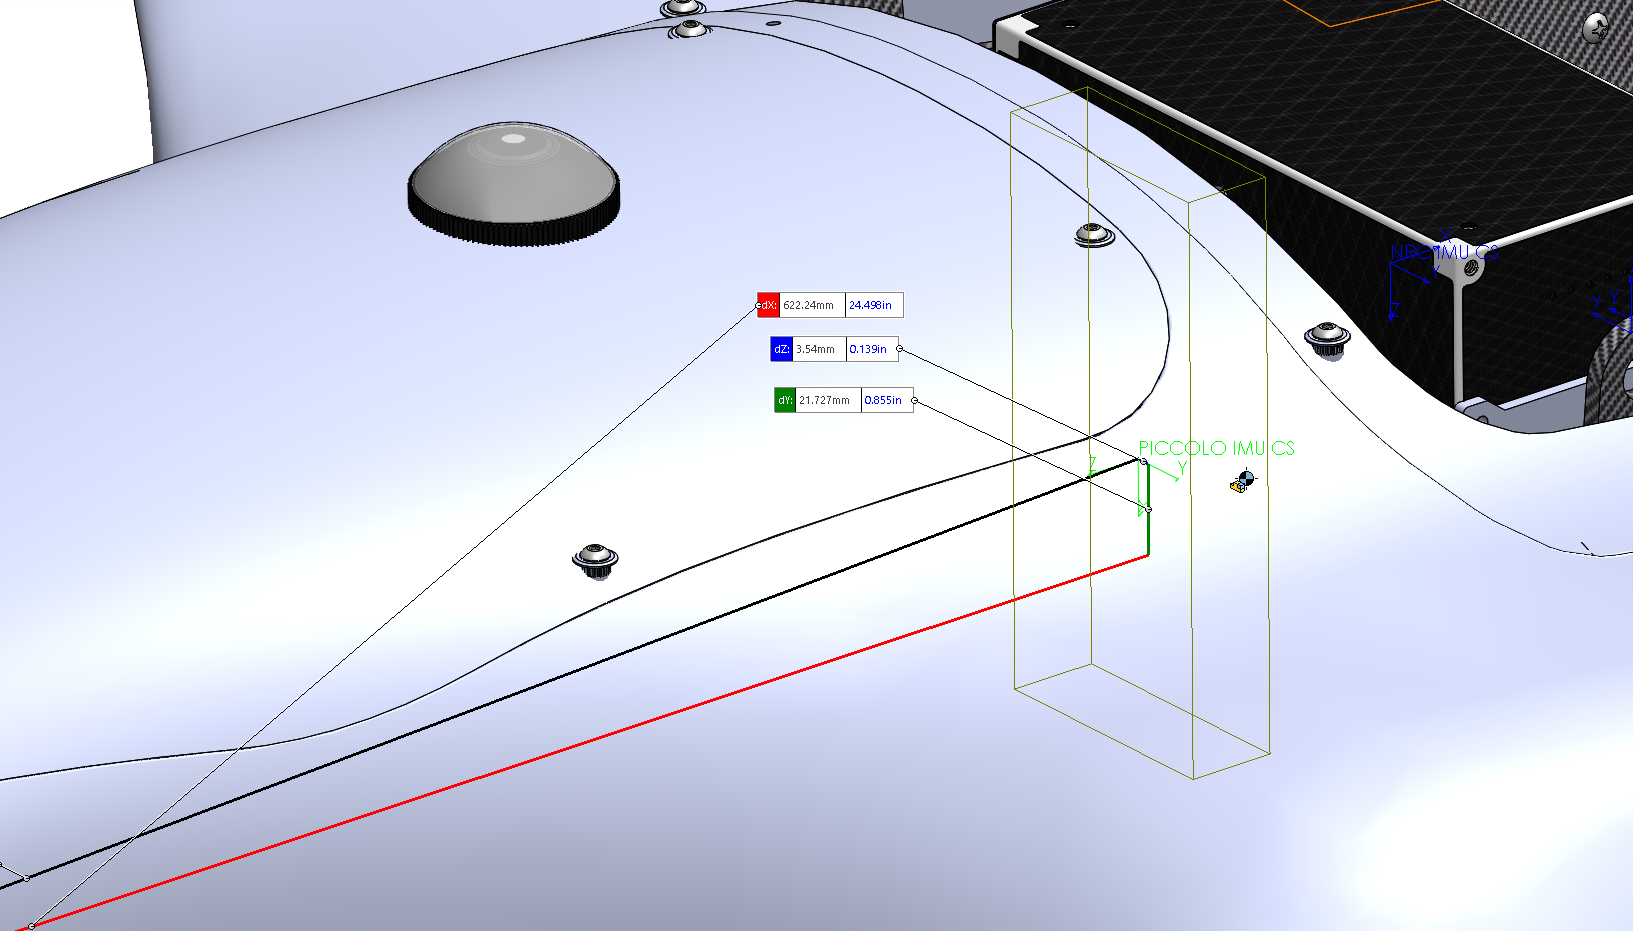 NRC IMU CS
X
Y
Z
Y Y
dX: 622.24mm 24.498in
dZ: 3.54mm 0.139in
dY: 21.727mm 0.855in
PICCOLO IMU CS
Z
Y